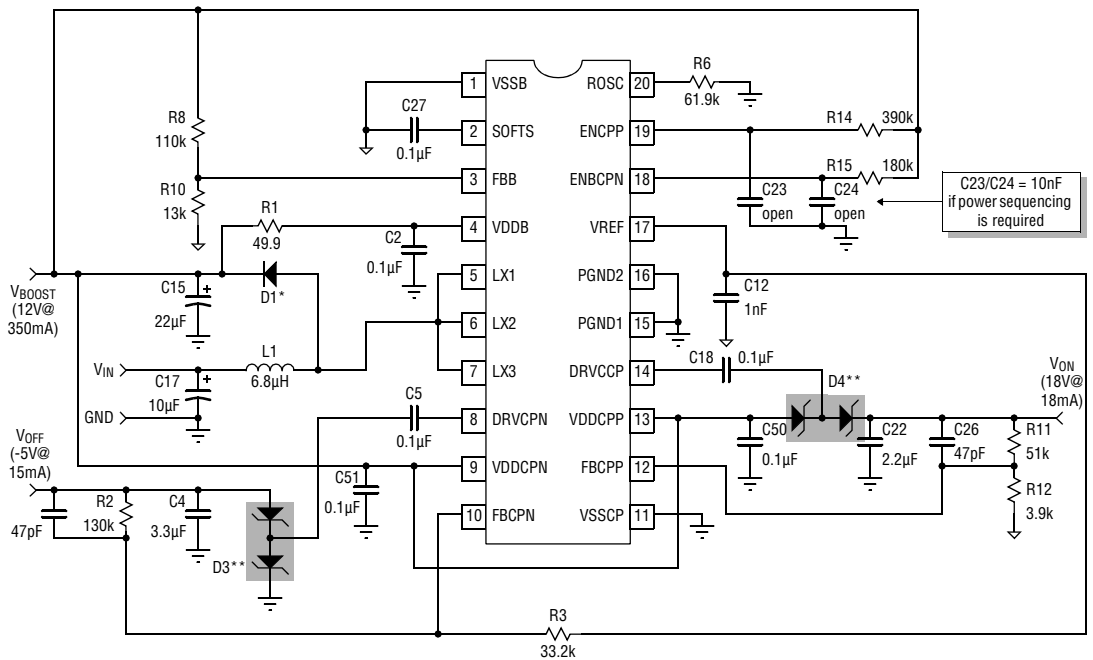 R8
110k
R10
13k
C27
0.1µF
R1
49.9
C2
0.1µF
D1*
VBOOST
(12V@
350mA)
C15
+
22µF
L1
6.8µH
VIN
C17
+
10µF
GND
VOFF
(-5V@
15mA)
C5
0.1µF
C51
0.1µF
47pF
R2
130k
C4
3.3µF
D3**
1 VSSB
2 SOFTS
3 FBB
4 VDDB
5 LX1
6 LX2
7 LX3
8 DRVCPN
9 VDDCPN
10 FBCPN
ROSC 20
ENCPP 19
ENBCPN 18
VREF 17
PGND2 16
PGND1 15
DRVCCP 14
VDDCPP 13
FBCPP 12
VSSCP 11
R6
61.9k
R14 390k
R15 180k
C23
open
C24
open
C23/C24 = 10nF
if power sequencing
is required
C12
1nF
C18 0.1µF
D4**
VON
(18V@
18mA)
C50
0.1µF
C22
2.2µF
C26
47pF
R11
51k
R12
3.9k
R3
33.2k